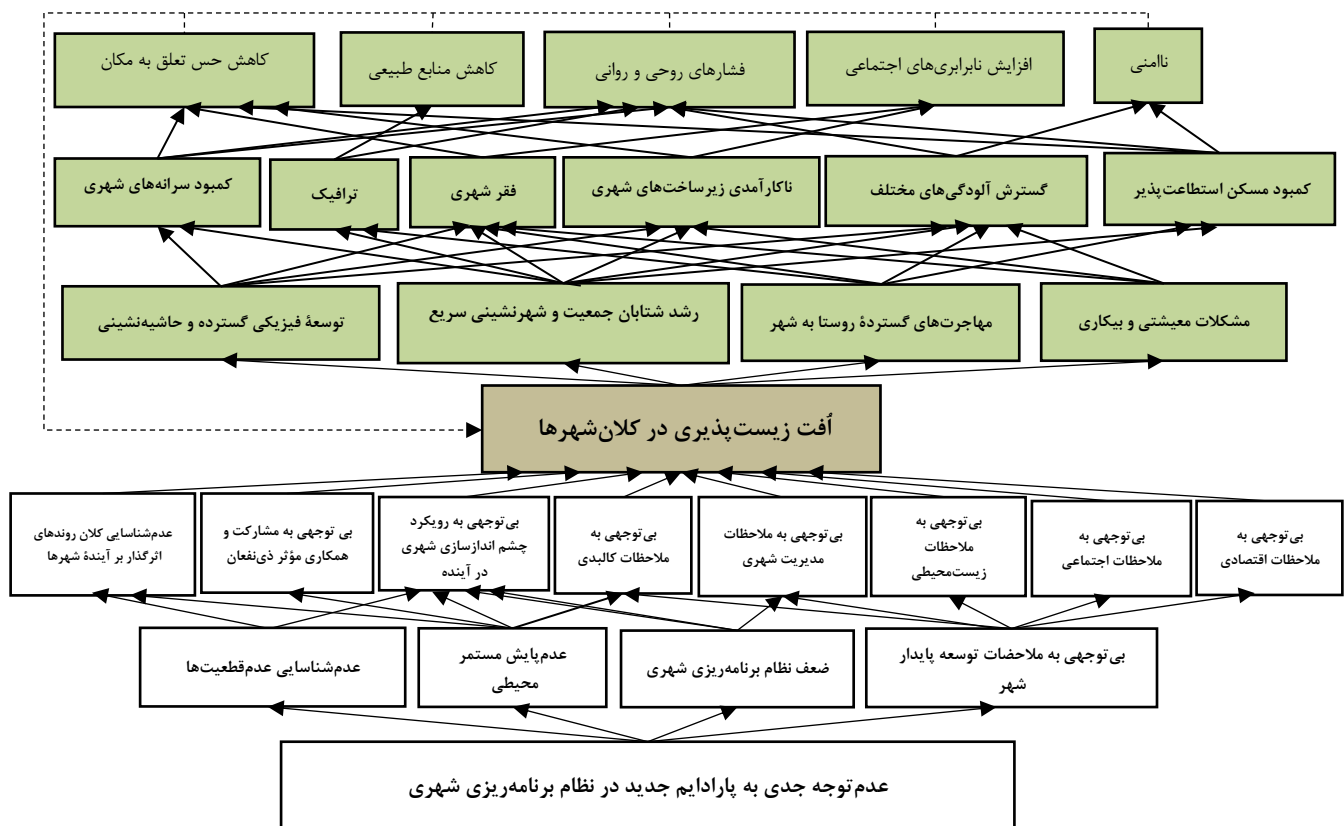 ناامنی
افزایش نابرابری‌های اجتماعی
فشارهای روحی و روانی
کاهش منابع طبیعی
کاهش حس تعلق به مکان
کمبود مسکن استطاعت‌پذیر
گسترش آلودگی‌های مختلف
ناکارآمدی زیرساخت‌های شهری
فقر شهری
ترافیک
کمبود سرانه‌های شهری
مشکلات معیشتی و بیکاری
مهاجرت‌های گستردۀ روستا به شهر
رشد شتابان جمعیت و شهرنشینی سریع
توسعۀ فیزیکی گسترده و حاشیه‌نشینی
اُفت زیست‌پذیری در کلان‌شهرها
بی‌توجهی به
ملاحظات اقتصادی
بی‌توجهی به
ملاحظات اجتماعی
بی‌توجهی به
ملاحظات
زیست‌محیطی
بی‌توجهی به ملاحظات
مدیریت شهری
بی‌توجهی به
ملاحظات کالبدی
بی‌توجهی به رویکرد
چشم اندازسازی شهری
در آینده
بی توجهی به مشارکت و
همکاری مؤثر ذی‌نفعان
عدم‌شناسایی کلان روندهای
اثرگذار بر آیندۀ شهرها
بی‌توجهی به ملاحضات توسعه پایدار
شهر
ضعف نظام برنامه‌ریزی شهری
عدم‌پایش مستمر
محیطی
عدم‌شناسایی عدم‌قطعیت‌ها
عدم‌توجه جدی به پارادایم جدید در نظام برنامه‌ریزی شهری